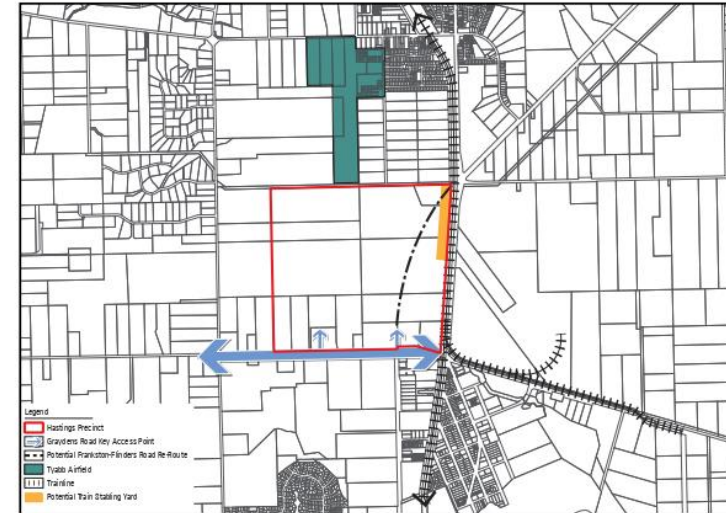 Legend
Hastings Precinct
Graydens Road Key Access Point
Potential Frankston-Flinders Road Re-Route
Tyabb Airfield
Trainline
Potential Train Stabling Yard